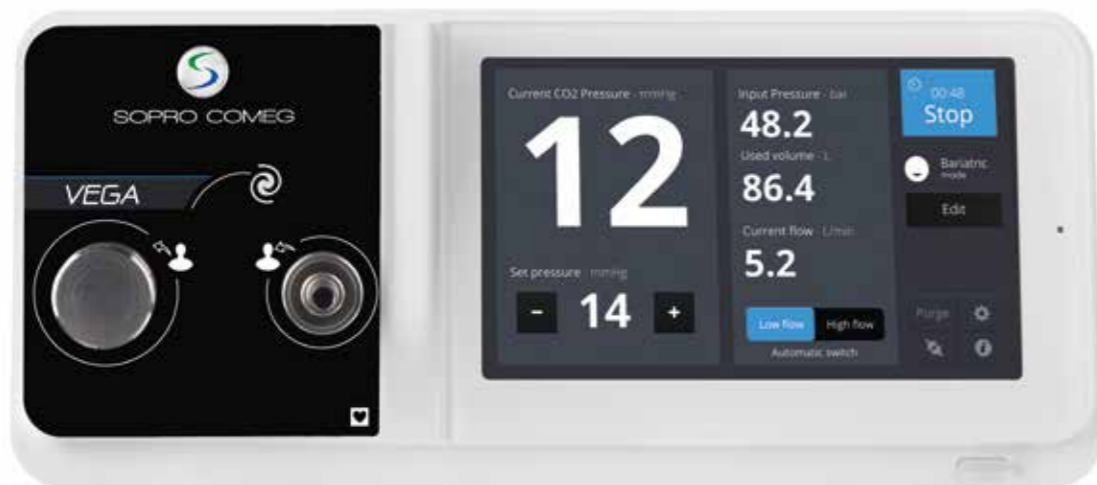 SOPRO COMEG
VEGA
Current CO2 Pressure - mmHg
12
Set pressure - mmHg
- 14 +
Input Pressure - bar
48.2
Used volume - L
86.4
Current flow - L/min
5.2
Low flow High flow
Automatic switch
00:48
Stop
Bariatric
mode
Edit
Purge